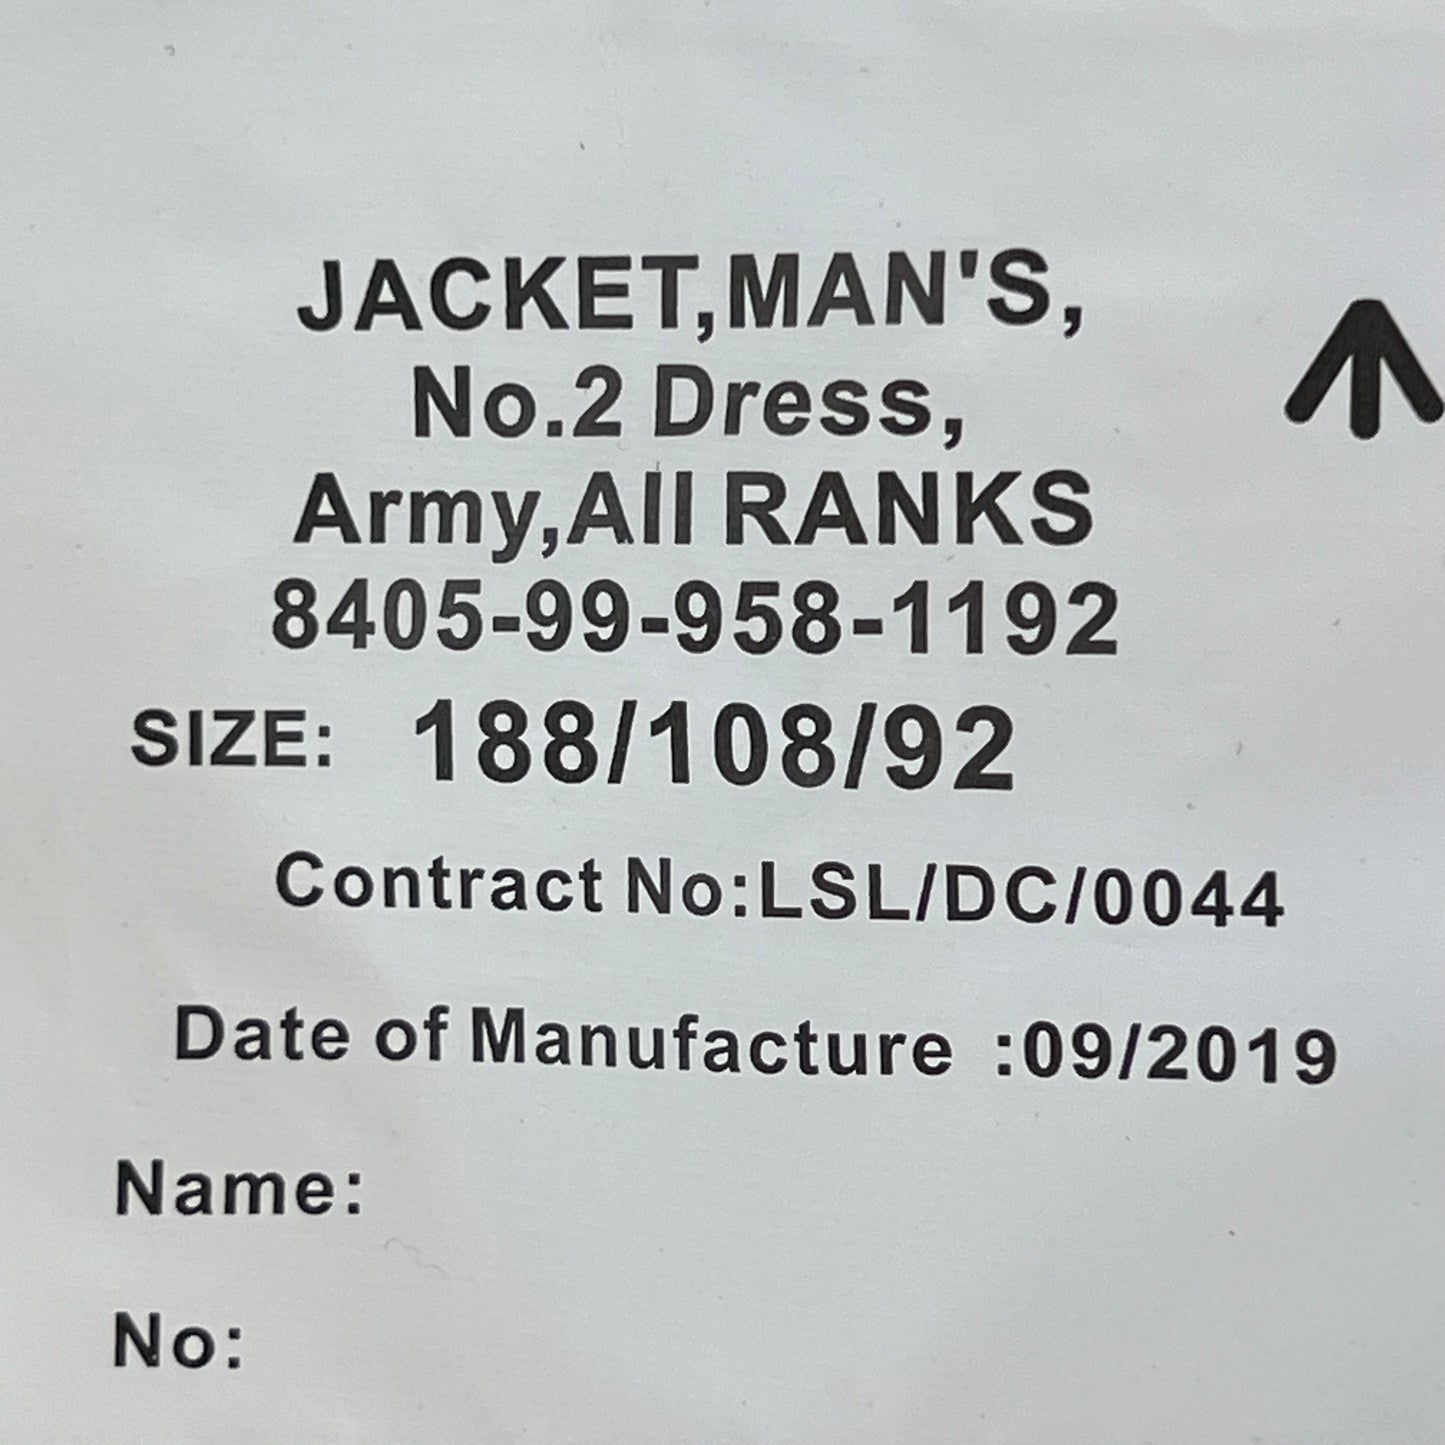 JACKET,MAN'S,
No.2 Dress,
Army,All RANKS
8405-99-958-1192
SIZE: 188/108/92
Contract No:LSL/DC/0044
Date of Manufacture :09/2019
Name:
No: